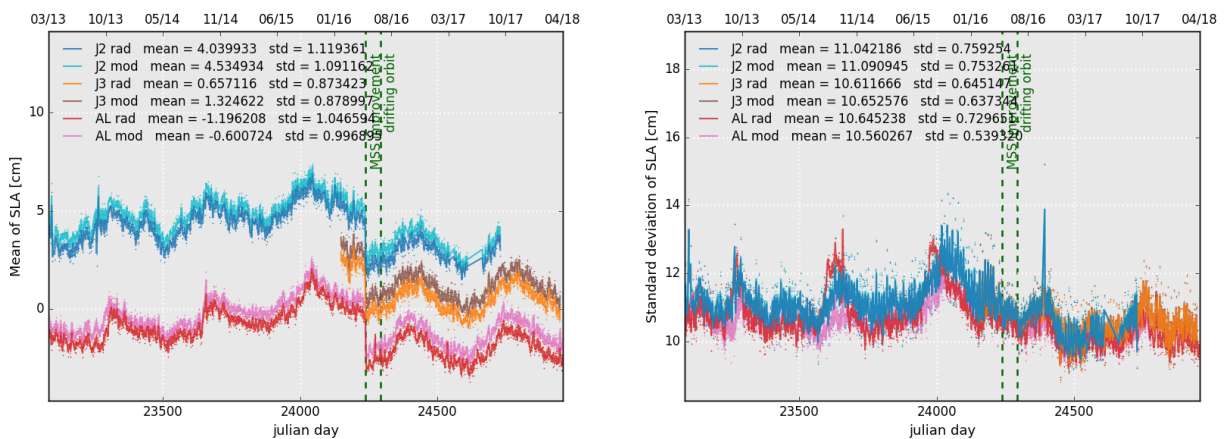 03/13 10/13 05/14 11/14 06/15 01/16 08/16 03/17 10/17 04/18
J2 rad mean = 4.039933 std = 1.119361
J2 mod mean = 4.534934 std = 1.091162
J3 rad mean = 0.657116 std = 0.873423
J3 mod mean = 1.324622 std = 0.878997
AL rad mean = -1.196208 std = 1.046594
AL mod mean = -0.600724 std = 0.996895
MSS improvement
drifting orbit
Mean of SLA [cm]
10
5
0
23500 24000 24500
julian day
03/13 10/13 05/14 11/14 06/15 01/16 08/16 03/17 10/17 04/18
J2 rad mean = 11.042186 std = 0.759254
J2 mod mean = 11.090945 std = 0.753261
J3 rad mean = 10.611666 std = 0.645147
J3 mod mean = 10.652576 std = 0.637344
AL rad mean = 10.645238 std = 0.729651
AL mod mean = 10.560267 std = 0.539320
MSS improvement
drifting orbit
Standard deviation of SLA [cm]
18
16
14
12
10
23500 24000 24500
julian day